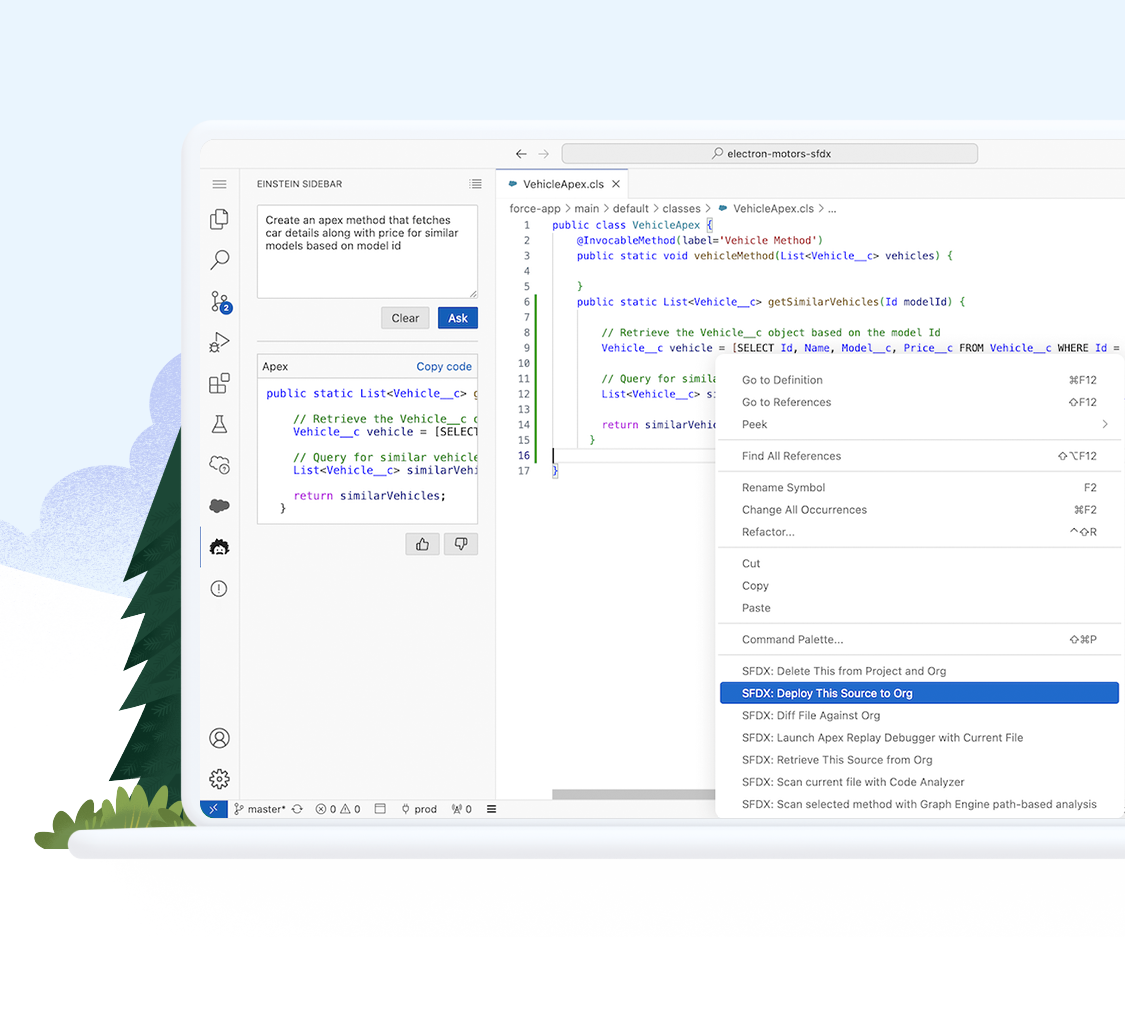 electron-motors-sfdx
EINSTEIN SIDEBAR
Create an apex method that fetches
car details along with price for similar
models based on model id
Clear
Ask
Apex
Copy code
public static List<Vehicle__c> g
// Retrieve the Vehicle__c o
Vehicle__c vehicle = [SELECT
// Query for similar vehicle
List<Vehicle__c> similarVehi
return similarVehicles;
}
2
VehicleApex.cls
force-app > main > default > classes > VehicleApex.cls > ...
1 public class VehicleApex {
2 @InvocableMethod(label='Vehicle Method')
3 public static void vehicleMethod(List<Vehicle__c> vehicles) {
4
5 }
6 public static List<Vehicle__c> getSimilarVehicles(Id modelId) {
7
8 // Retrieve the Vehicle__c object based on the model Id
9 Vehicle__c vehicle = [SELECT Id, Name, Model__c, Price__c FROM Vehicle__c WHERE Id =
10
11 // Query for simila
12 List<Vehicle__c> si
13
14 return similarVehic
15 }
16
17 }
Go to Definition ⌘F12
Go to References ⇧F12
Peek
Find All References ⇧⌥F12
Rename Symbol F2
Change All Occurrences ⌘F2
Refactor... ^⇧R
Cut
Copy
Paste
Command Palette... ⇧⌘P
SFDX: Delete This from Project and Org
SFDX: Deploy This Source to Org
SFDX: Diff File Against Org
SFDX: Launch Apex Replay Debugger with Current File
SFDX: Retrieve This Source from Org
SFDX: Scan current file with Code Analyzer
SFDX: Scan selected method with Graph Engine path-based analysis
master* 0 0 prod 0